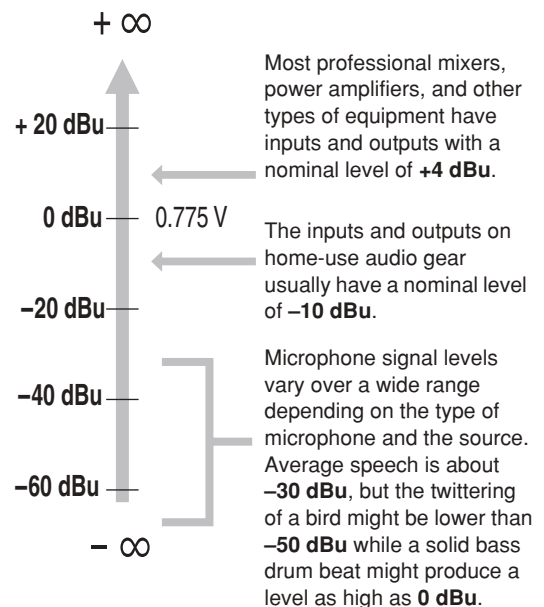 + ∞
+ 20 dBu
0 dBu
0.775 V
–20 dBu
–40 dBu
–60 dBu
– ∞
Most professional mixers,
power amplifiers, and other
types of equipment have
inputs and outputs with a
nominal level of +4 dBu.
The inputs and outputs on
home-use audio gear
usually have a nominal level
of –10 dBu.
Microphone signal levels
vary over a wide range
depending on the type of
microphone and the source.
Average speech is about
–30 dBu, but the twittering
of a bird might be lower than
–50 dBu while a solid bass
drum beat might produce a
level as high as 0 dBu.